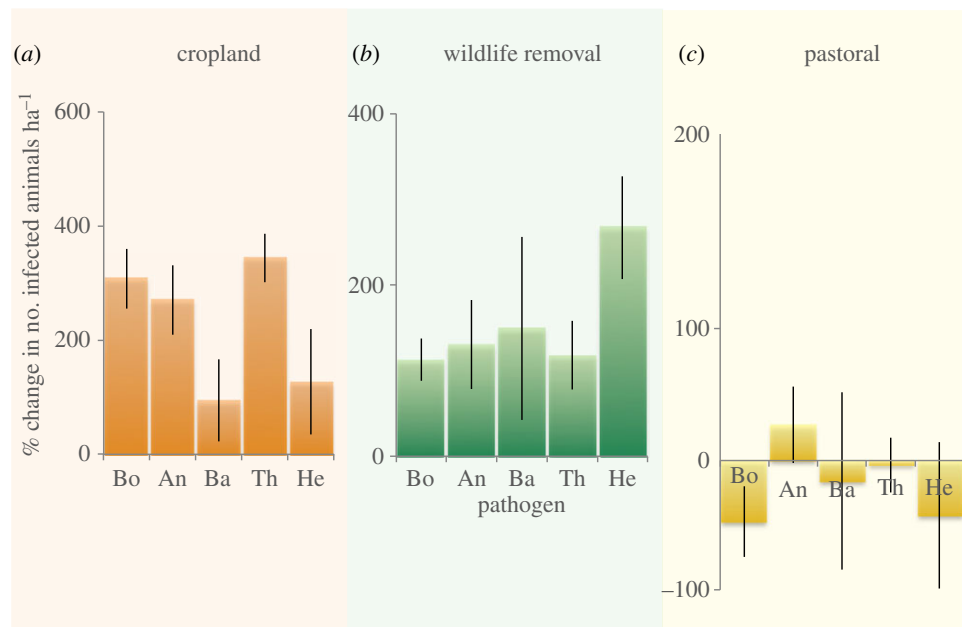 (a) cropland
% change in no. infected animals ha⁻¹
600
400
200
0
Bo An Ba Th He
(b) wildlife removal
400
200
0
Bo An Ba Th He
pathogen
(c) pastoral
200
100
0
–100
Bo An Ba Th He